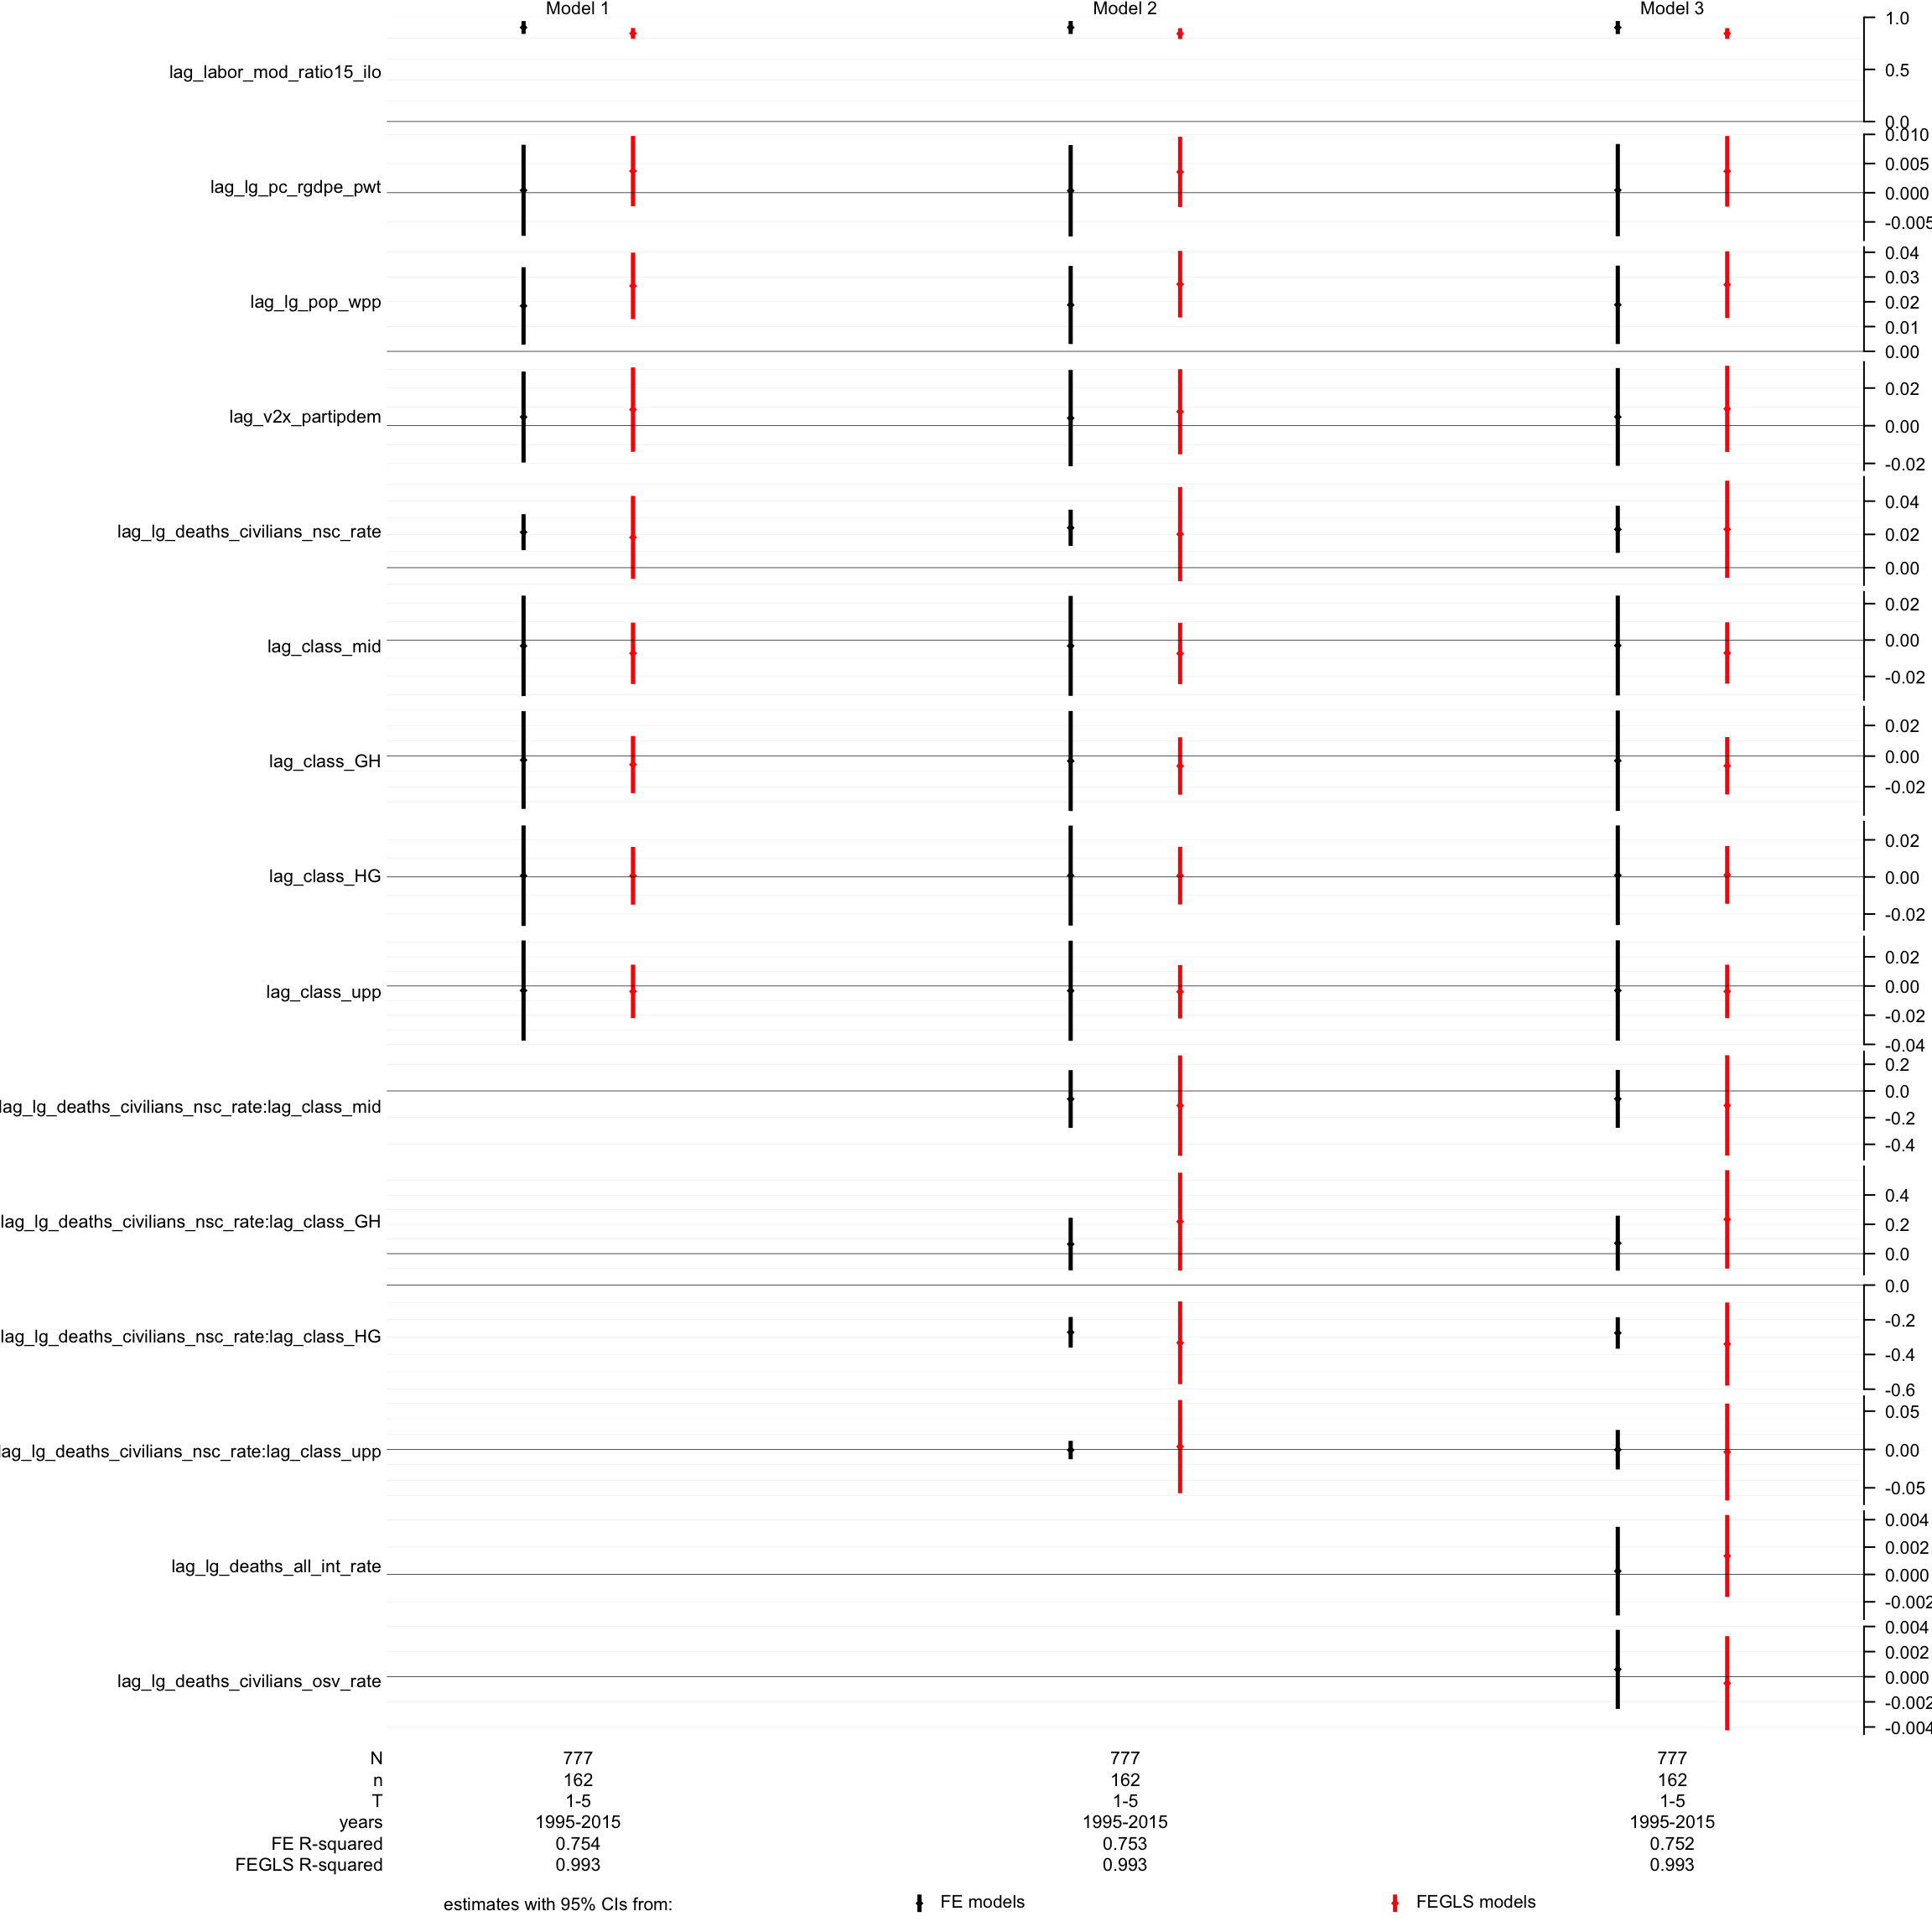 Model 1 Model 2 Model 3
lag_labor_mod_ratio15_ilo
1.0
0.5
0.0
lag_lg_pc_rgdpe_pwt
0.010
0.005
0.000
-0.005
lag_lg_pop_wpp
0.04
0.03
0.02
0.01
0.00
lag_v2x_partipdem
0.02
0.00
-0.02
lag_lg_deaths_civilians_nsc_rate
0.04
0.02
0.00
lag_class_mid
0.02
0.00
-0.02
lag_class_GH
0.02
0.00
-0.02
lag_class_HG
0.02
0.00
-0.02
lag_class_upp
0.02
0.00
-0.02
-0.04
lag_lg_deaths_civilians_nsc_rate:lag_class_mid
0.2
0.0
-0.2
-0.4
lag_lg_deaths_civilians_nsc_rate:lag_class_GH
0.4
0.2
0.0
lag_lg_deaths_civilians_nsc_rate:lag_class_HG
0.0
-0.2
-0.4
-0.6
lag_lg_deaths_civilians_nsc_rate:lag_class_upp
0.05
0.00
-0.05
lag_lg_deaths_all_int_rate
0.004
0.002
0.000
-0.002
lag_lg_deaths_civilians_osv_rate
0.004
0.002
0.000
-0.002
-0.004
N 777 777 777
n 162 162 162
T 1-5 1-5 1-5
years 1995-2015 1995-2015 1995-2015
FE R-squared 0.754 0.753 0.752
FEGLS R-squared 0.993 0.993 0.993
estimates with 95% CIs from: FE models FEGLS models